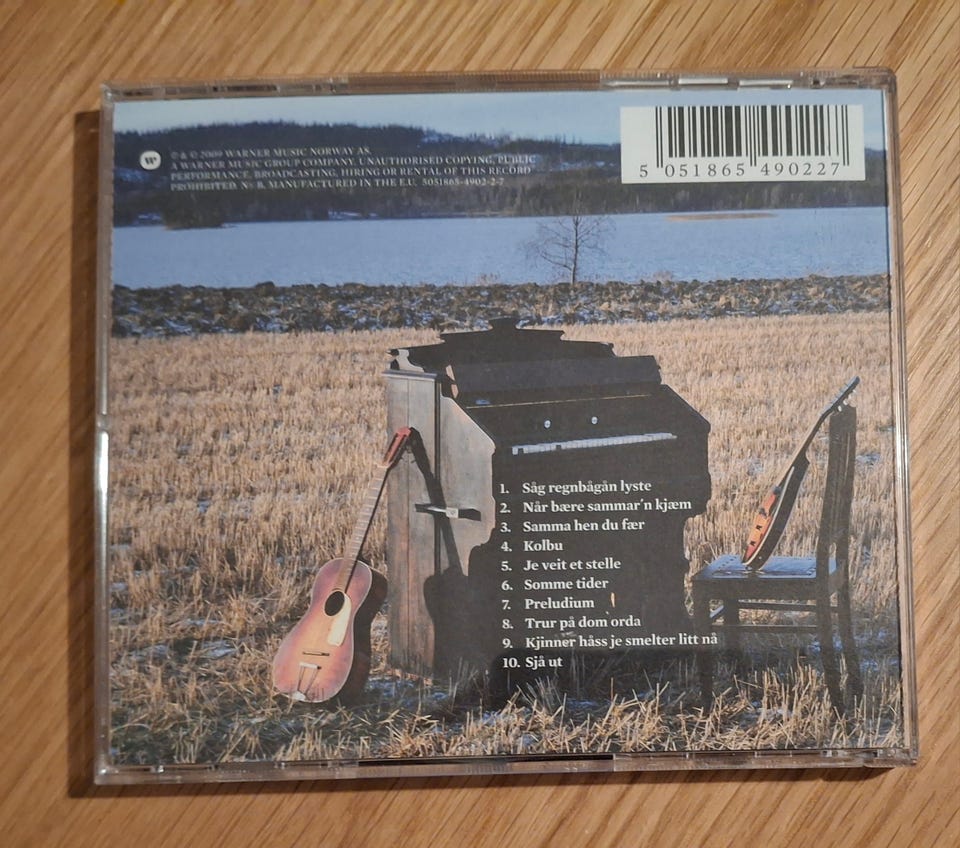 ℗ & © 2009 WARNER MUSIC NORWAY AS.
A WARNER MUSIC GROUP COMPANY. UNAUTHORISED COPYING, PUBLIC
PERFORMANCE, BROADCASTING, HIRING OR RENTAL OF THIS RECORD
PROHIBITED. N©B. MANUFACTURED IN THE E.U. 5051865-4902-2-7
5 051865 490227
1. Såg regnbågån lyste
2. Når bære sammar'n kjæm
3. Samma hen du fær
4. Kolbu
5. Je veit et stelle
6. Somme tider
7. Preludium
8. Trur på dom orda
9. Kjinner håss je smelter litt nå
10. Sjå ut